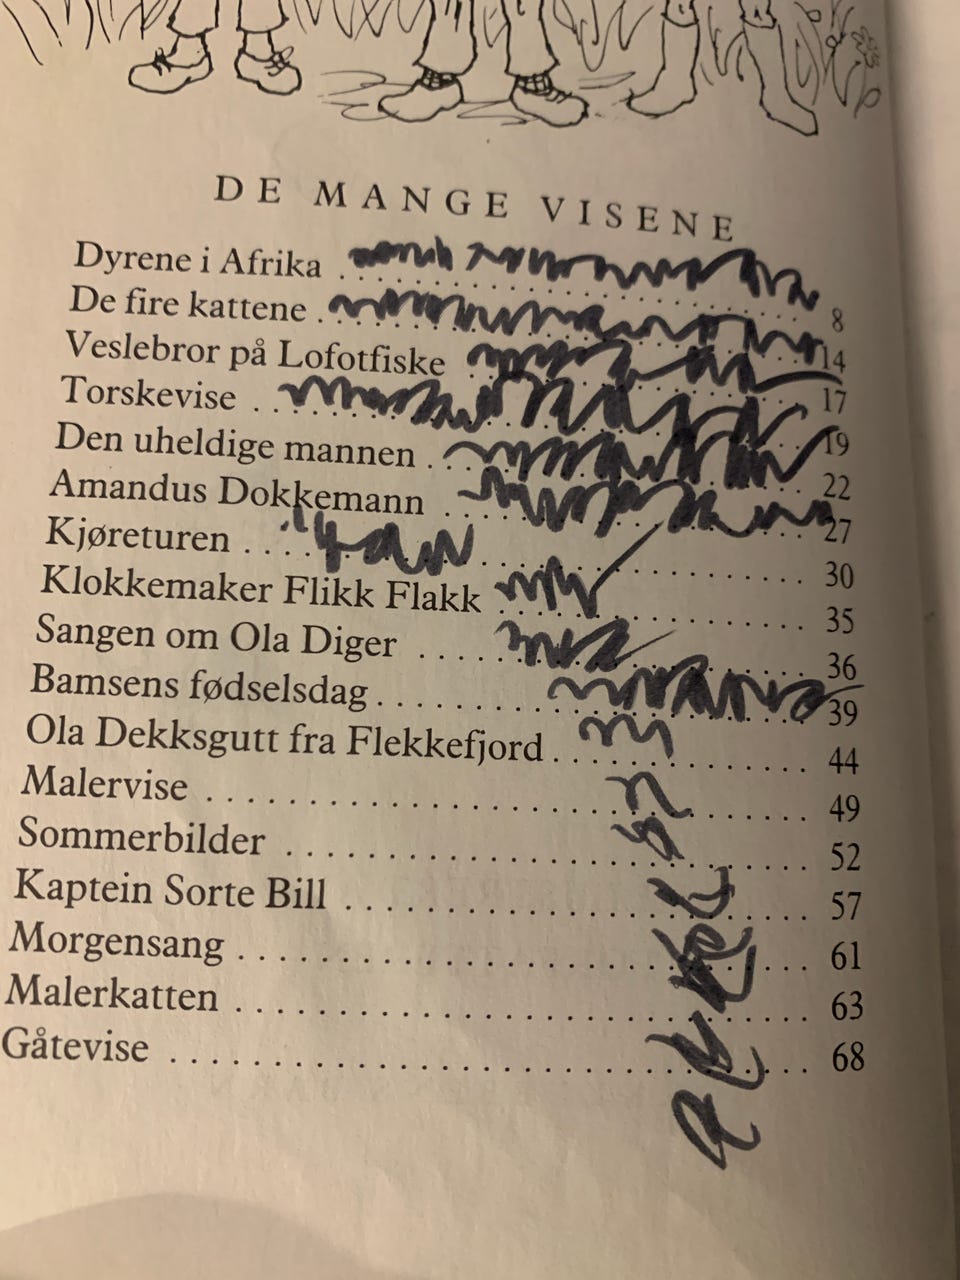 DE MANGE VISENE
Dyrene i Afrika . . . . . . . . . . . . . . . . . . . . 8
De fire kattene . . . . . . . . . . . . . . . . . . . . 14
Veslebror på Lofotfiske . . . . . . . . . . . . . . . 17
Torskevise . . . . . . . . . . . . . . . . . . . . . . . 19
Den uheldige mannen . . . . . . . . . . . . . . . . 22
Amandus Dokkemann . . . . . . . . . . . . . . . . 27
Kjøreturen . . . . . . . . . . . . . . . . . . . . . . . 30
Klokkemaker Flikk Flakk . . . . . . . . . . . . . . 35
Sangen om Ola Diger . . . . . . . . . . . . . . . . 36
Bamsens fødselsdag . . . . . . . . . . . . . . . . . 39
Ola Dekksgutt fra Flekkefjord . . . . . . . . . . . 44
Malervise . . . . . . . . . . . . . . . . . . . . . . . . 49
Sommerbilder . . . . . . . . . . . . . . . . . . . . . 52
Kaptein Sorte Bill . . . . . . . . . . . . . . . . . . . 57
Morgensang . . . . . . . . . . . . . . . . . . . . . . 61
Malerkatten . . . . . . . . . . . . . . . . . . . . . . 63
Gåtevise . . . . . . . . . . . . . . . . . . . . . . . . . 68